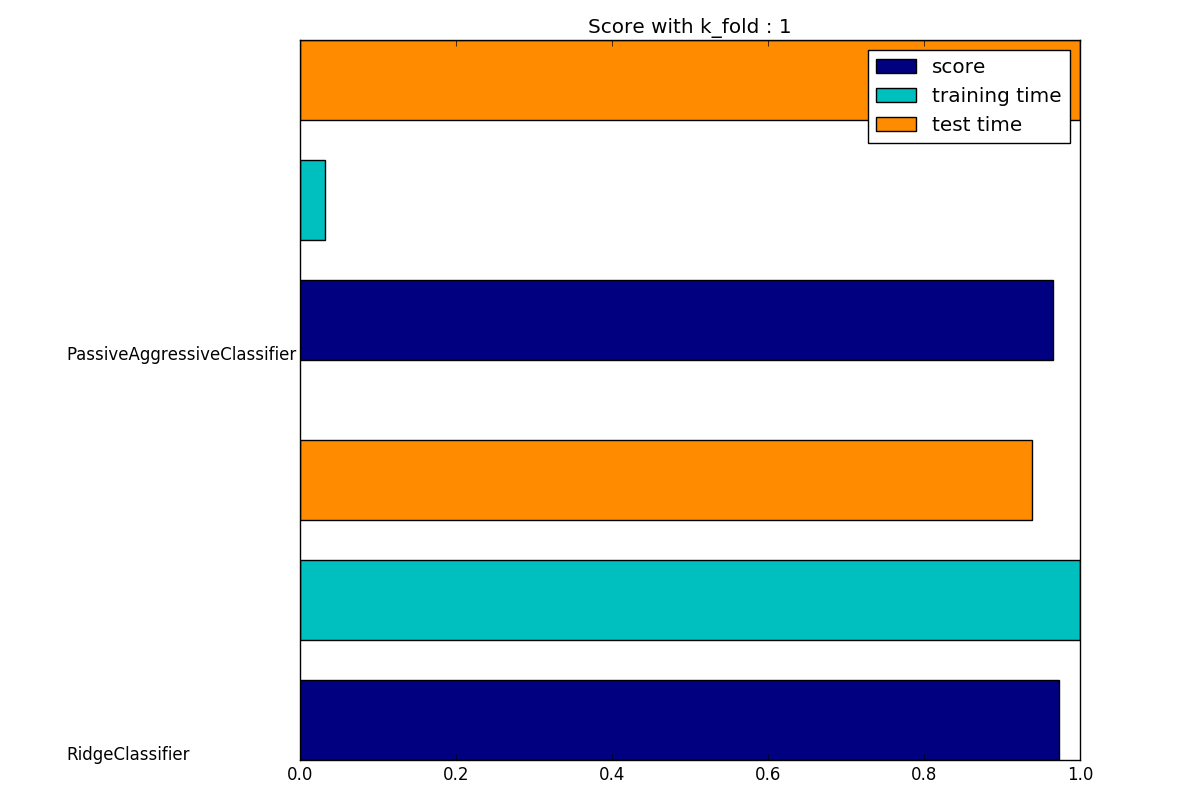 Score with k_fold : 1
score
training time
test time
PassiveAggressiveClassifier
RidgeClassifier
0.0 0.2 0.4 0.6 0.8 1.0